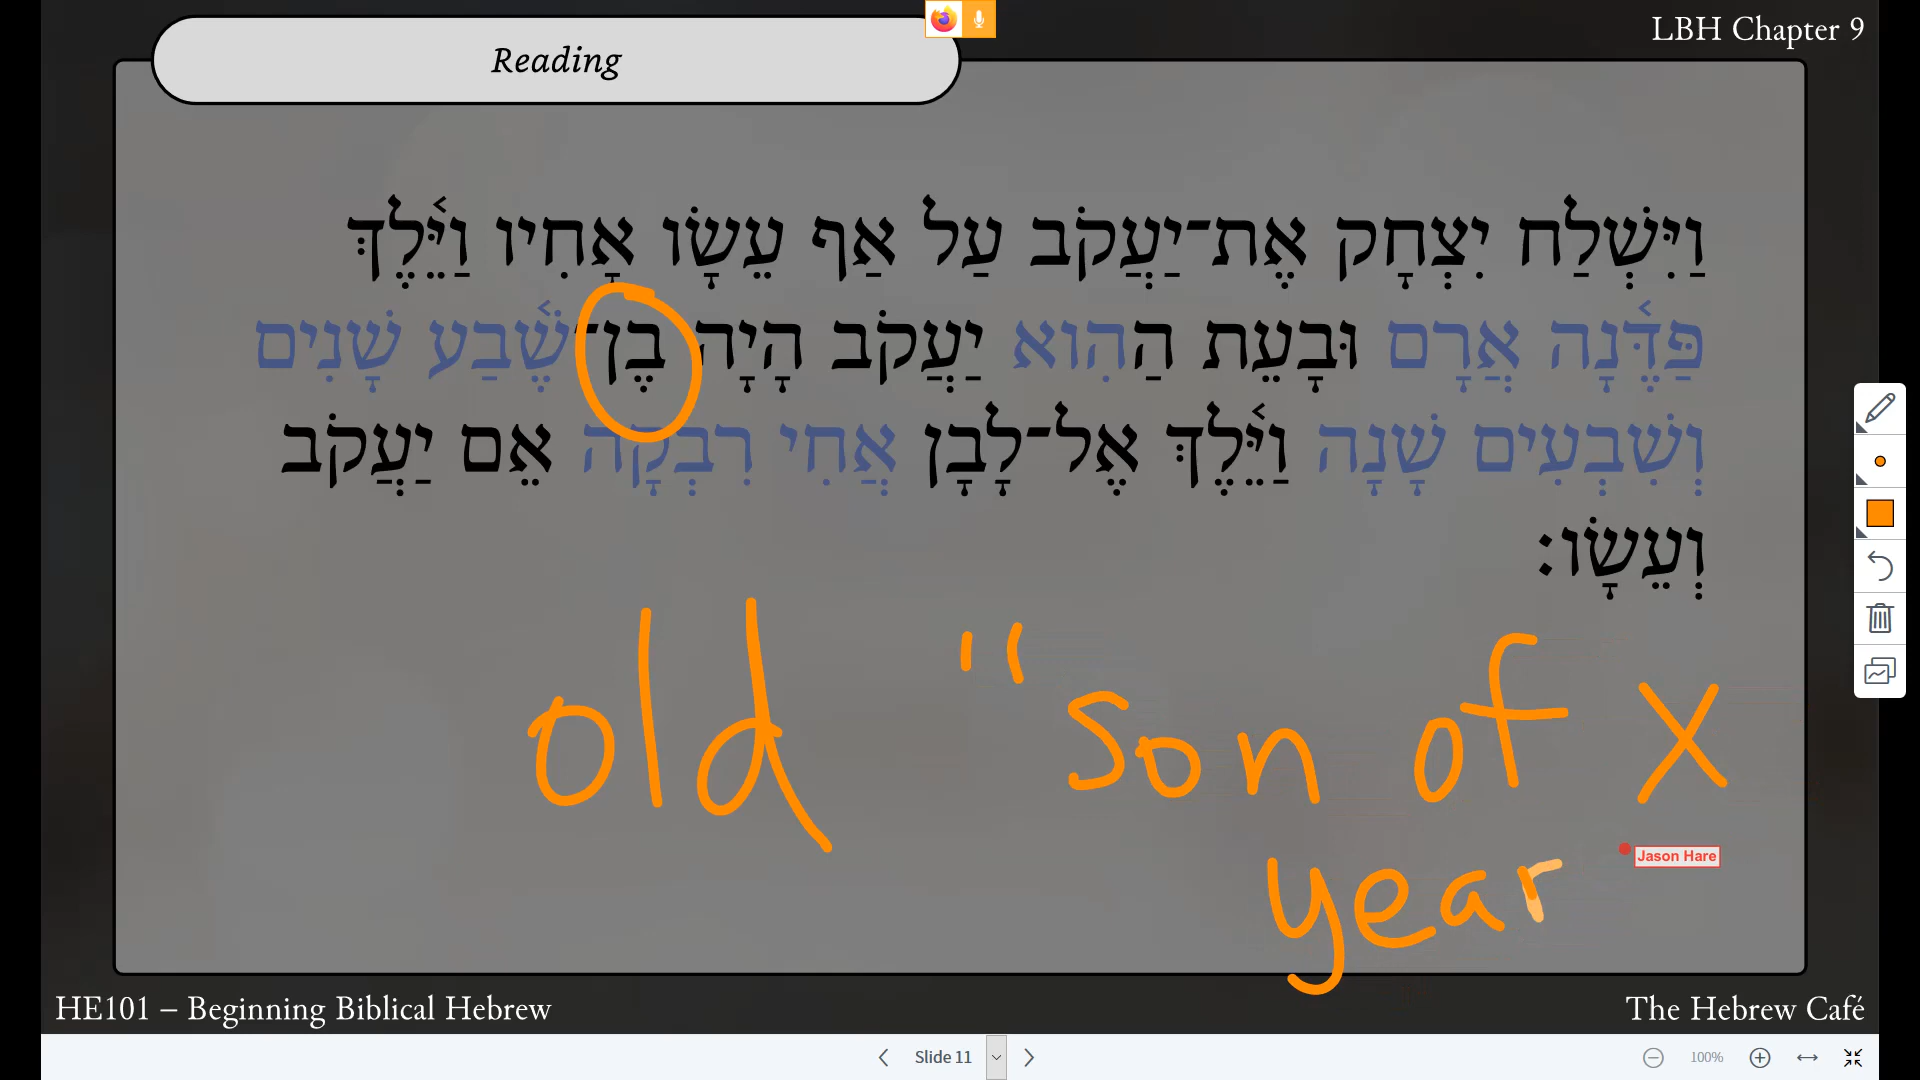 LBH Chapter 9
Reading
וַיִּשְׁלַח יִצְחָק אֶת־יַעֲקֹב עַל אַף עֵשָׂו אָחִיו וַיֵּ֫לֶךְ
פַּדֶּ֫נָה אֲרָם וּבָעֵת הַהִוא יַעֲקֹב הָיָה בֶן־שֶׁ֫בַע שָׁנִים
וְשִׁבְעִים שָׁנָה וַיֵּ֫לֶךְ אֶל־לָבָן אֲחִי רִבְקָה אֵם יַעֲקֹב
וְעֵשָׂו׃
old "son of X
year
Jason Hare
HE101 – Beginning Biblical Hebrew
The Hebrew Café
Slide 11
100%